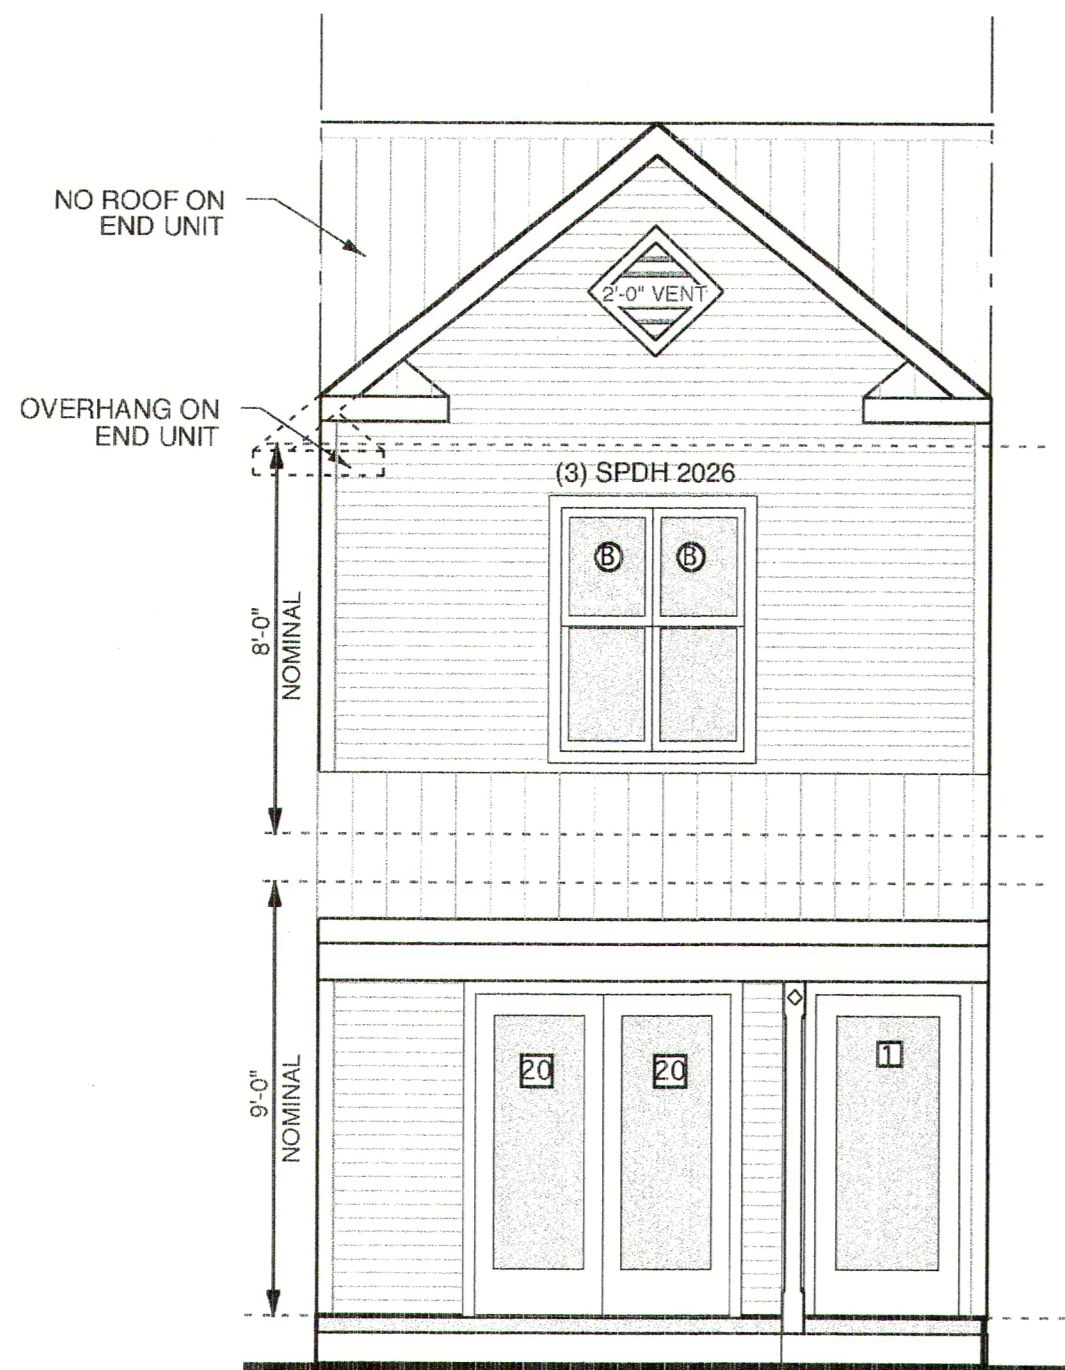 NO ROOF ON
END UNIT
2'-0" VENT
OVERHANG ON
END UNIT
(3) SPDH 2026
B B
8'-0"
NOMINAL
9'-0"
NOMINAL
20 20 1